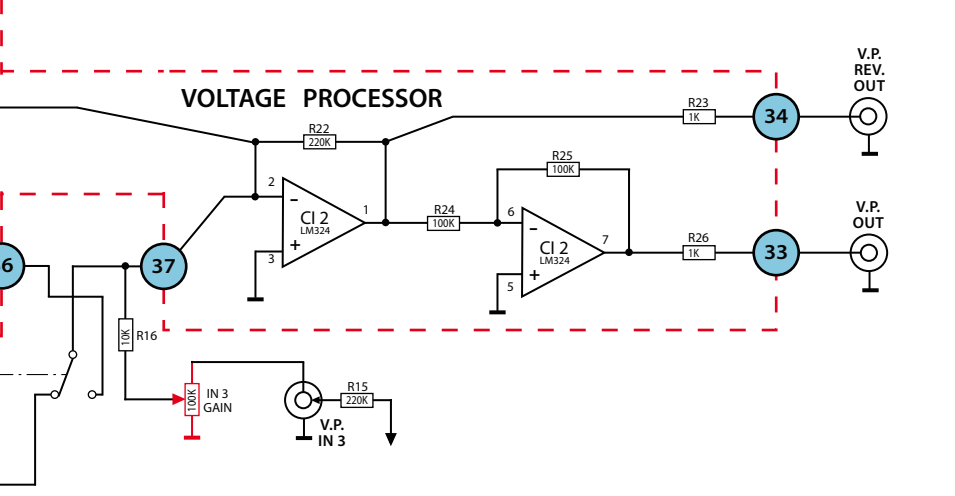 V.P.
REV.
OUT
VOLTAGE PROCESSOR
R23
1K
34
R22
220K
R25
100K
2
–
CI 2
LM324
+
3
1
R24
100K
6
–
CI 2
LM324
+
5
7
R26
1K
33
V.P.
OUT
6
37
10K
R16
100K
IN 3
GAIN
R15
220K
V.P.
IN 3